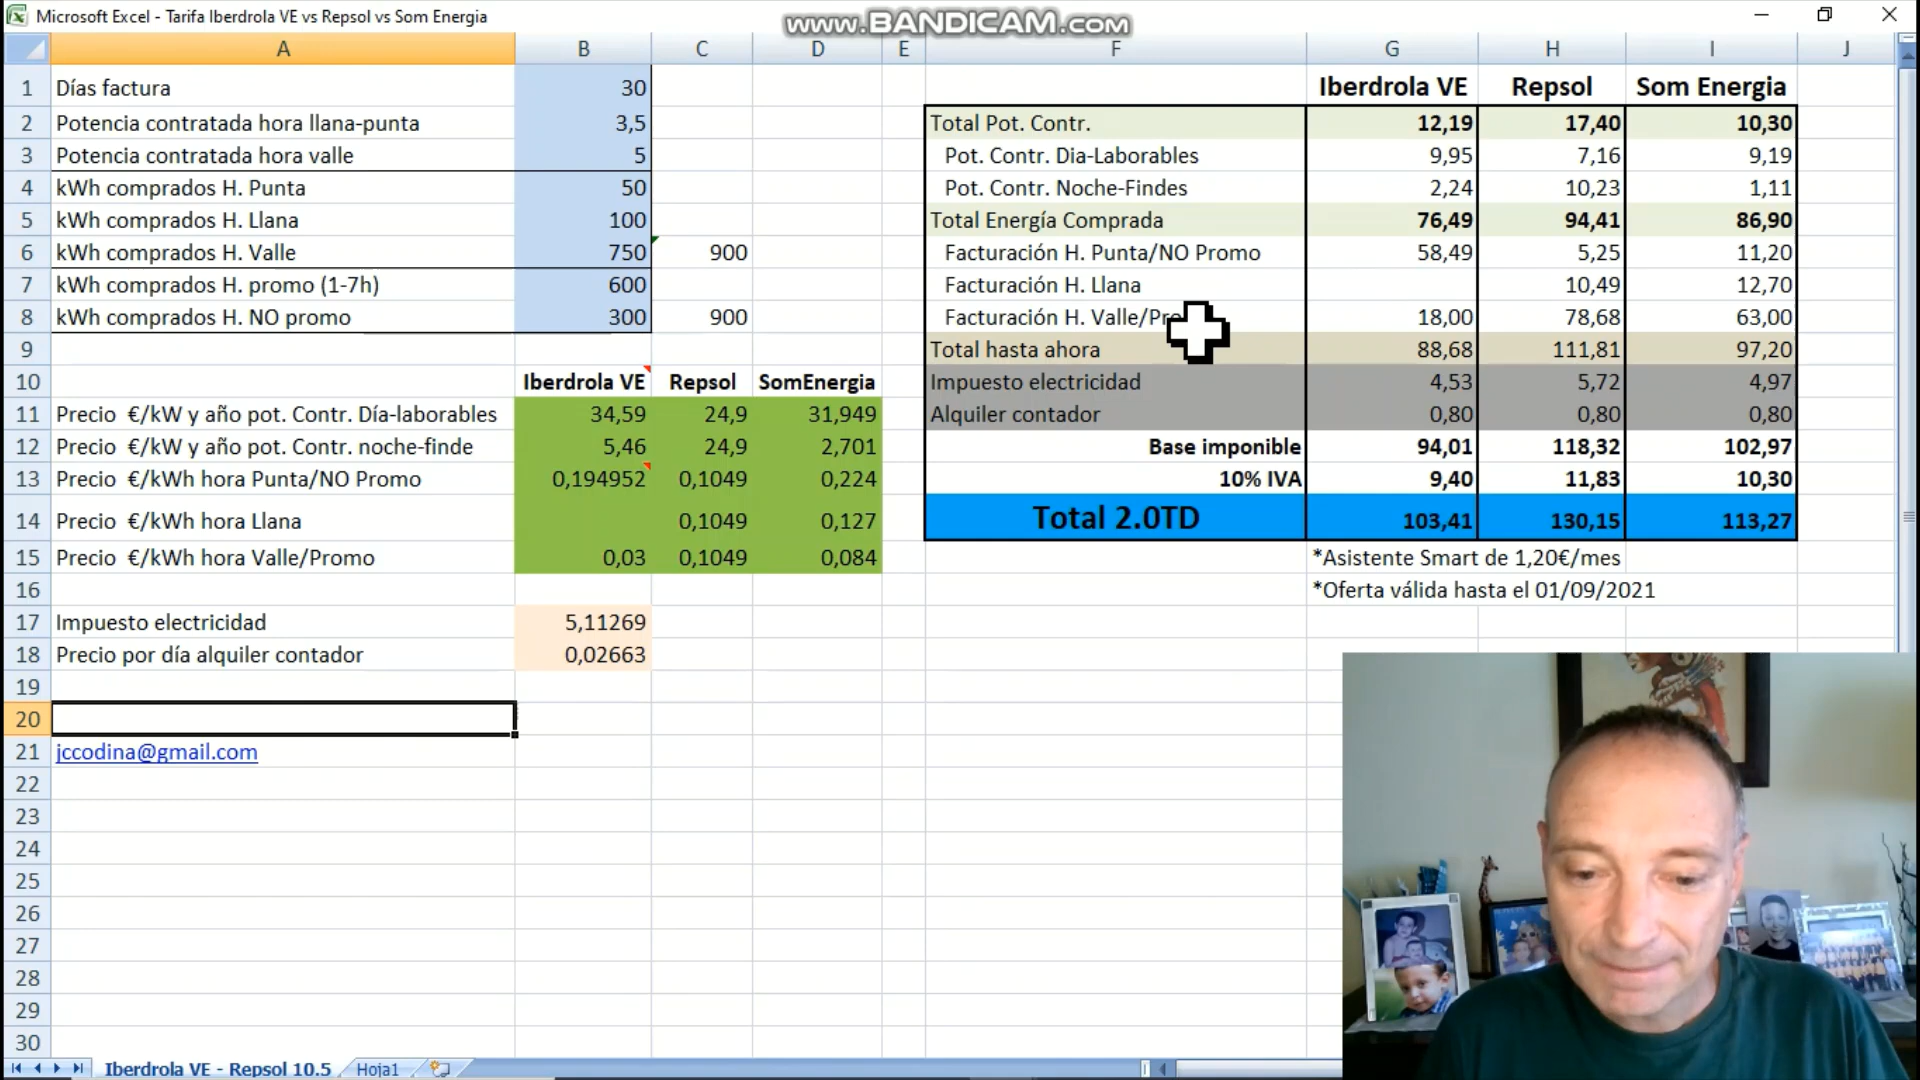 Microsoft Excel - Tarifa Iberdrola VE vs Repsol vs Som Energia
www.BANDICAM.com
A B C D E F G H I J
1 Días factura 30 Iberdrola VE Repsol Som Energia
2 Potencia contratada hora llana-punta 3,5 Total Pot. Contr. 12,19 17,40 10,30
3 Potencia contratada hora valle 5 Pot. Contr. Dia-Laborables 9,95 7,16 9,19
4 kWh comprados H. Punta 50 Pot. Contr. Noche-Findes 2,24 10,23 1,11
5 kWh comprados H. Llana 100 Total Energía Comprada 76,49 94,41 86,90
6 kWh comprados H. Valle 750 900 Facturación H. Punta/NO Promo 58,49 5,25 11,20
7 kWh comprados H. promo (1-7h) 600 Facturación H. Llana 10,49 12,70
8 kWh comprados H. NO promo 300 900 Facturación H. Valle/Pro 18,00 78,68 63,00
9 Total hasta ahora 88,68 111,81 97,20
10 Iberdrola VE Repsol SomEnergia Impuesto electricidad 4,53 5,72 4,97
11 Precio €/kW y año pot. Contr. Día-laborables 34,59 24,9 31,949 Alquiler contador 0,80 0,80 0,80
12 Precio €/kW y año pot. Contr. noche-finde 5,46 24,9 2,701 Base imponible 94,01 118,32 102,97
13 Precio €/kWh hora Punta/NO Promo 0,194952 0,1049 0,224 10% IVA 9,40 11,83 10,30
14 Precio €/kWh hora Llana 0,1049 0,127 Total 2.0TD 103,41 130,15 113,27
15 Precio €/kWh hora Valle/Promo 0,03 0,1049 0,084 *Asistente Smart de 1,20€/mes
16 *Oferta válida hasta el 01/09/2021
17 Impuesto electricidad 5,11269
18 Precio por día alquiler contador 0,02663
19
20
21 jccodina@gmail.com
22
23
24
25
26
27
28
29
30
Iberdrola VE - Repsol 10.5 Hoja1